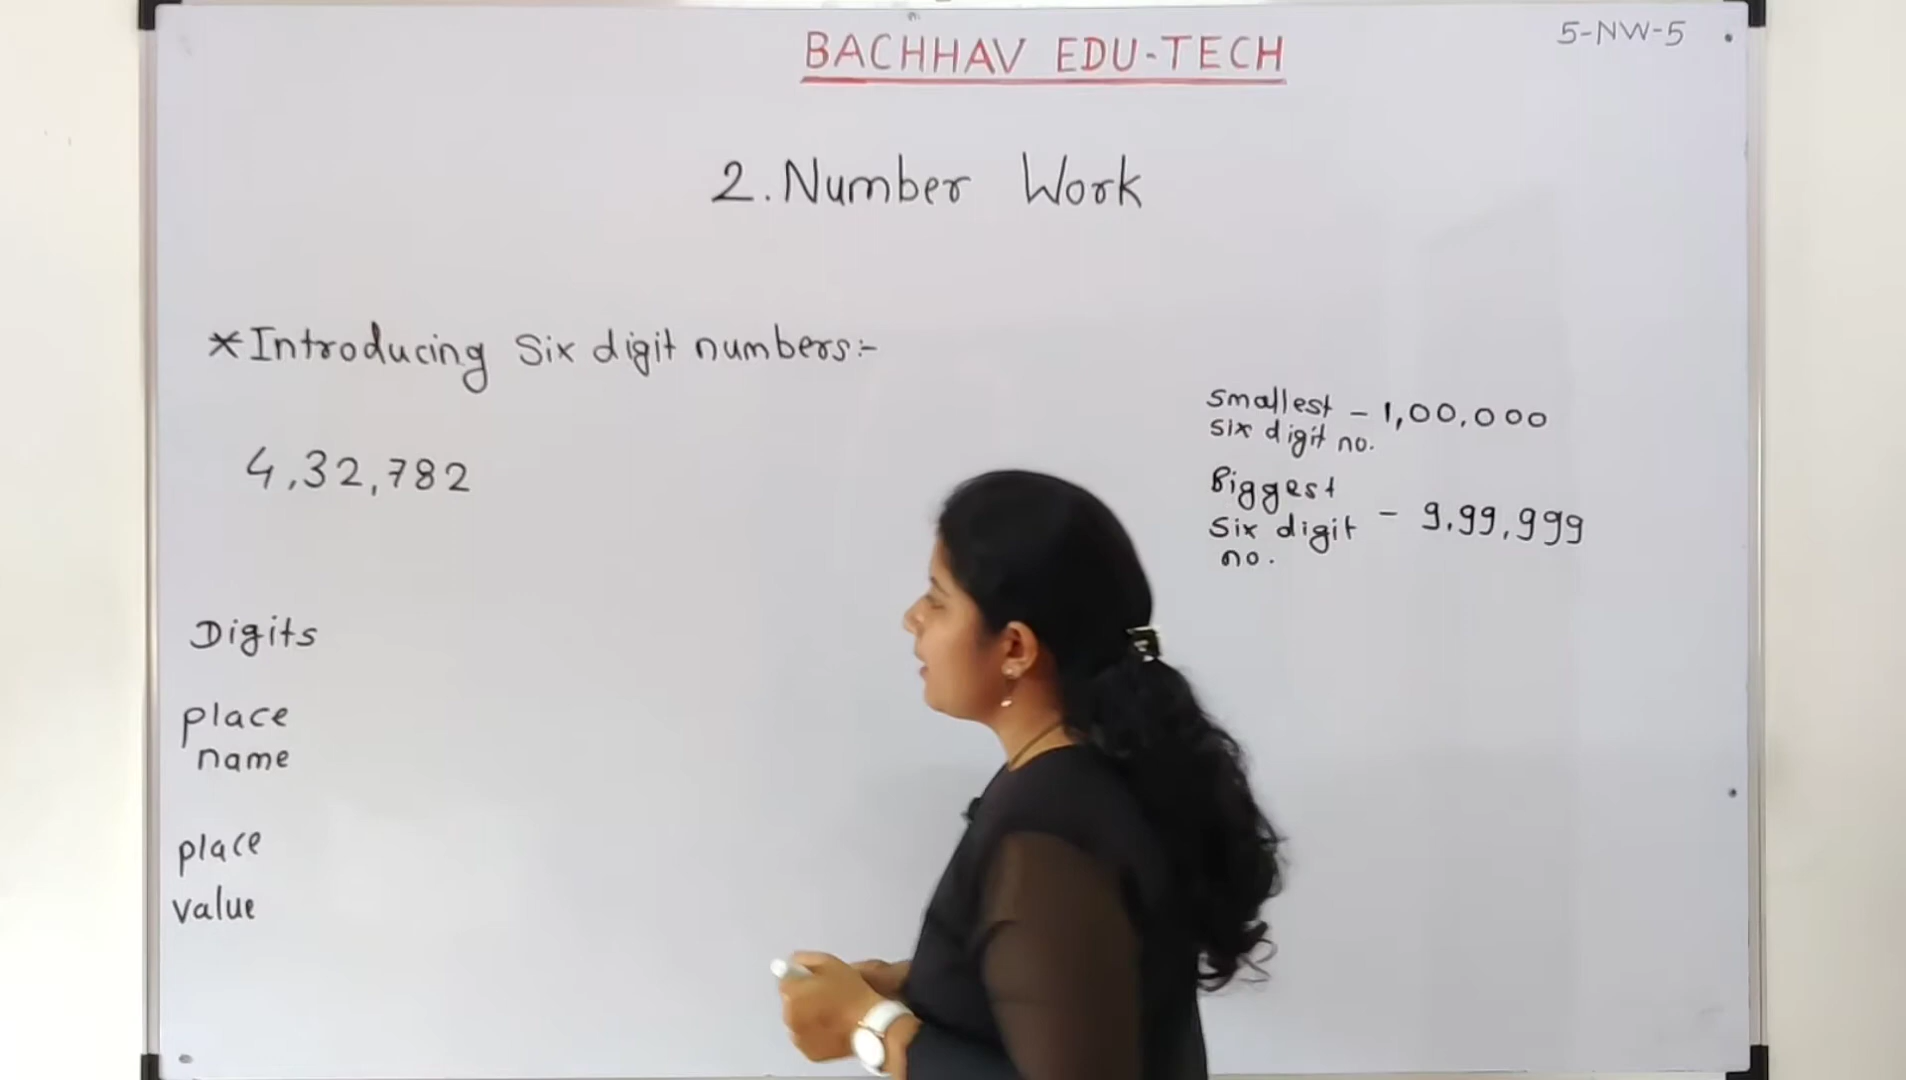 BACHHAV EDU-TECH
5-NW-5
2. Number Work
*Introducing Six digit numbers:-
4,32,782
Smallest - 1,00,000
six digit no.
Biggest
six digit - 9,99,999
no.
Digits
place
name
place
value